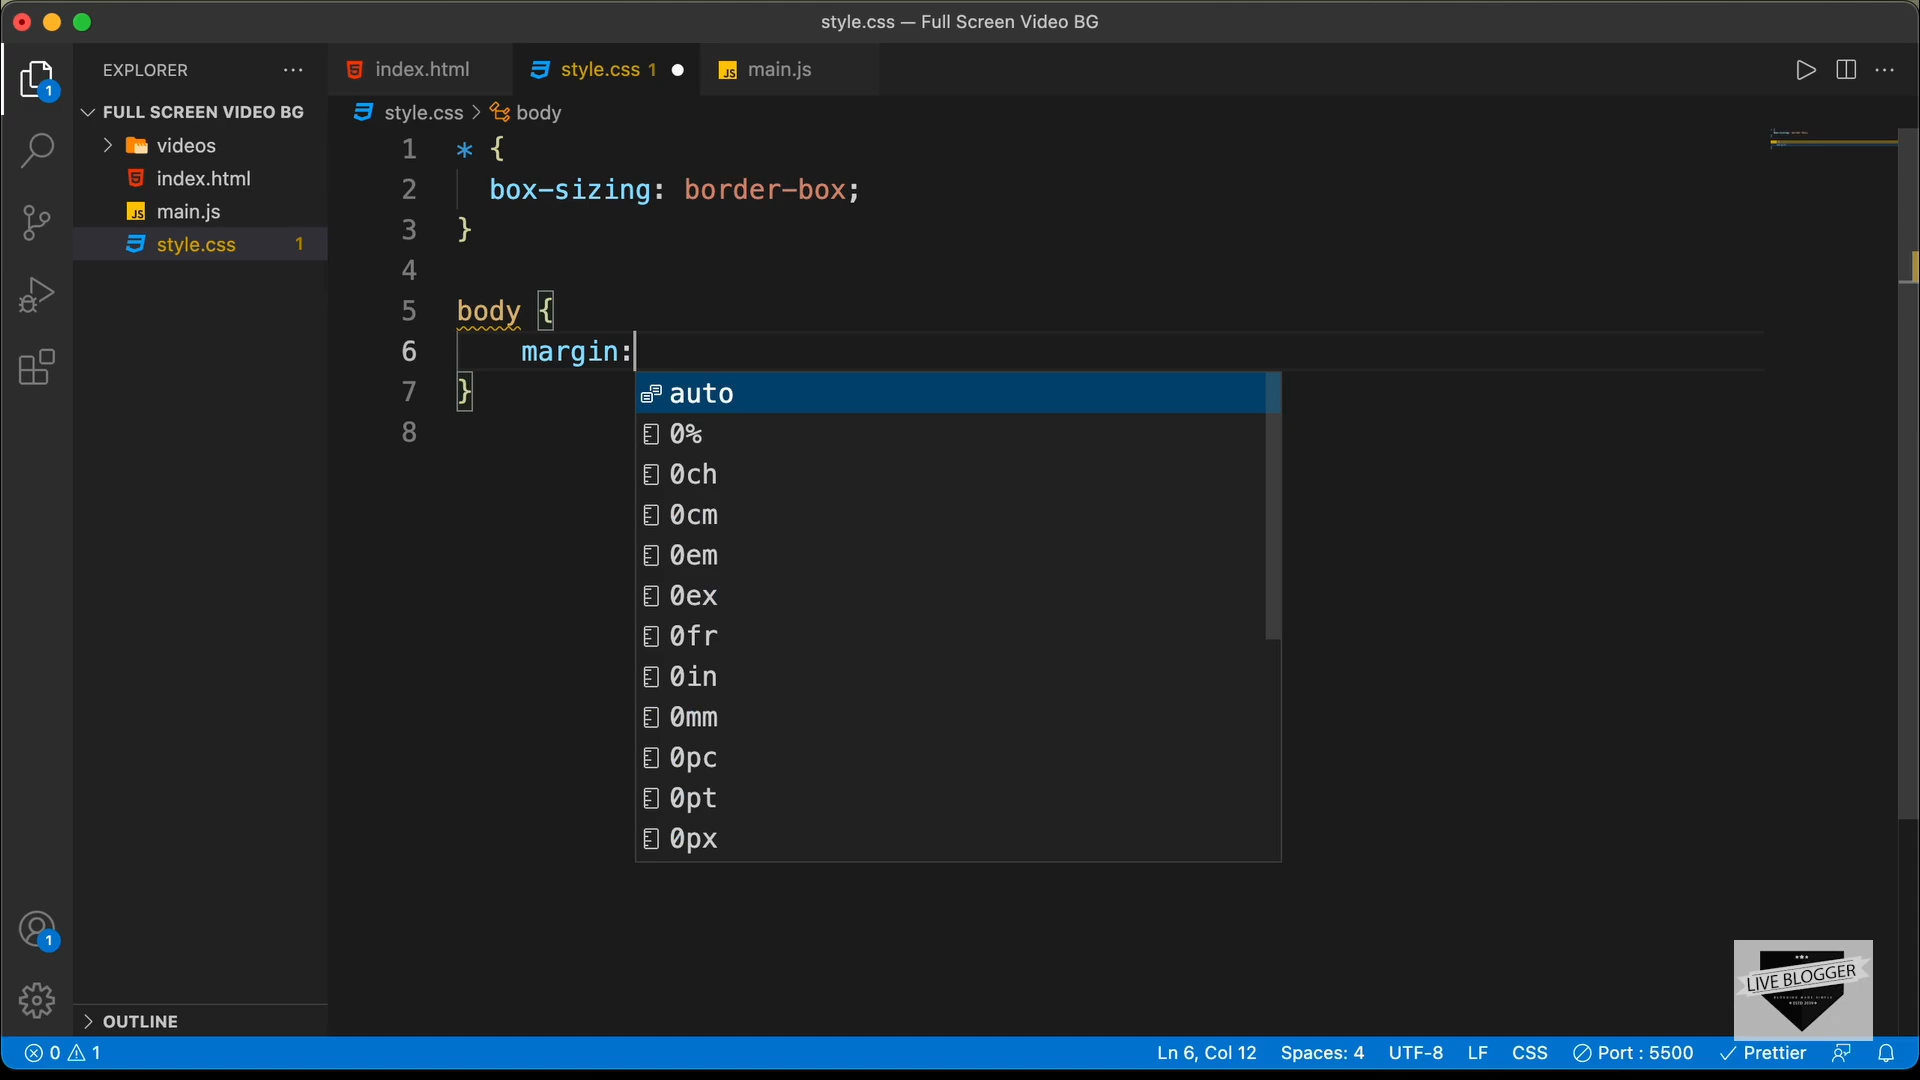 style.css — Full Screen Video BG
EXPLORER
index.html
style.css 1
main.js
1
FULL SCREEN VIDEO BG
style.css > body
videos
index.html
main.js
style.css 1
1 * {
2 box-sizing: border-box;
3 }
4
5 body {
6 margin:
7 }
8
auto
0%
0ch
0cm
0em
0ex
0fr
0in
0mm
0pc
0pt
0px
1
LIVE BLOGGER
OUTLINE
0 1
Ln 6, Col 12 Spaces: 4 UTF-8 LF CSS Port : 5500 Prettier